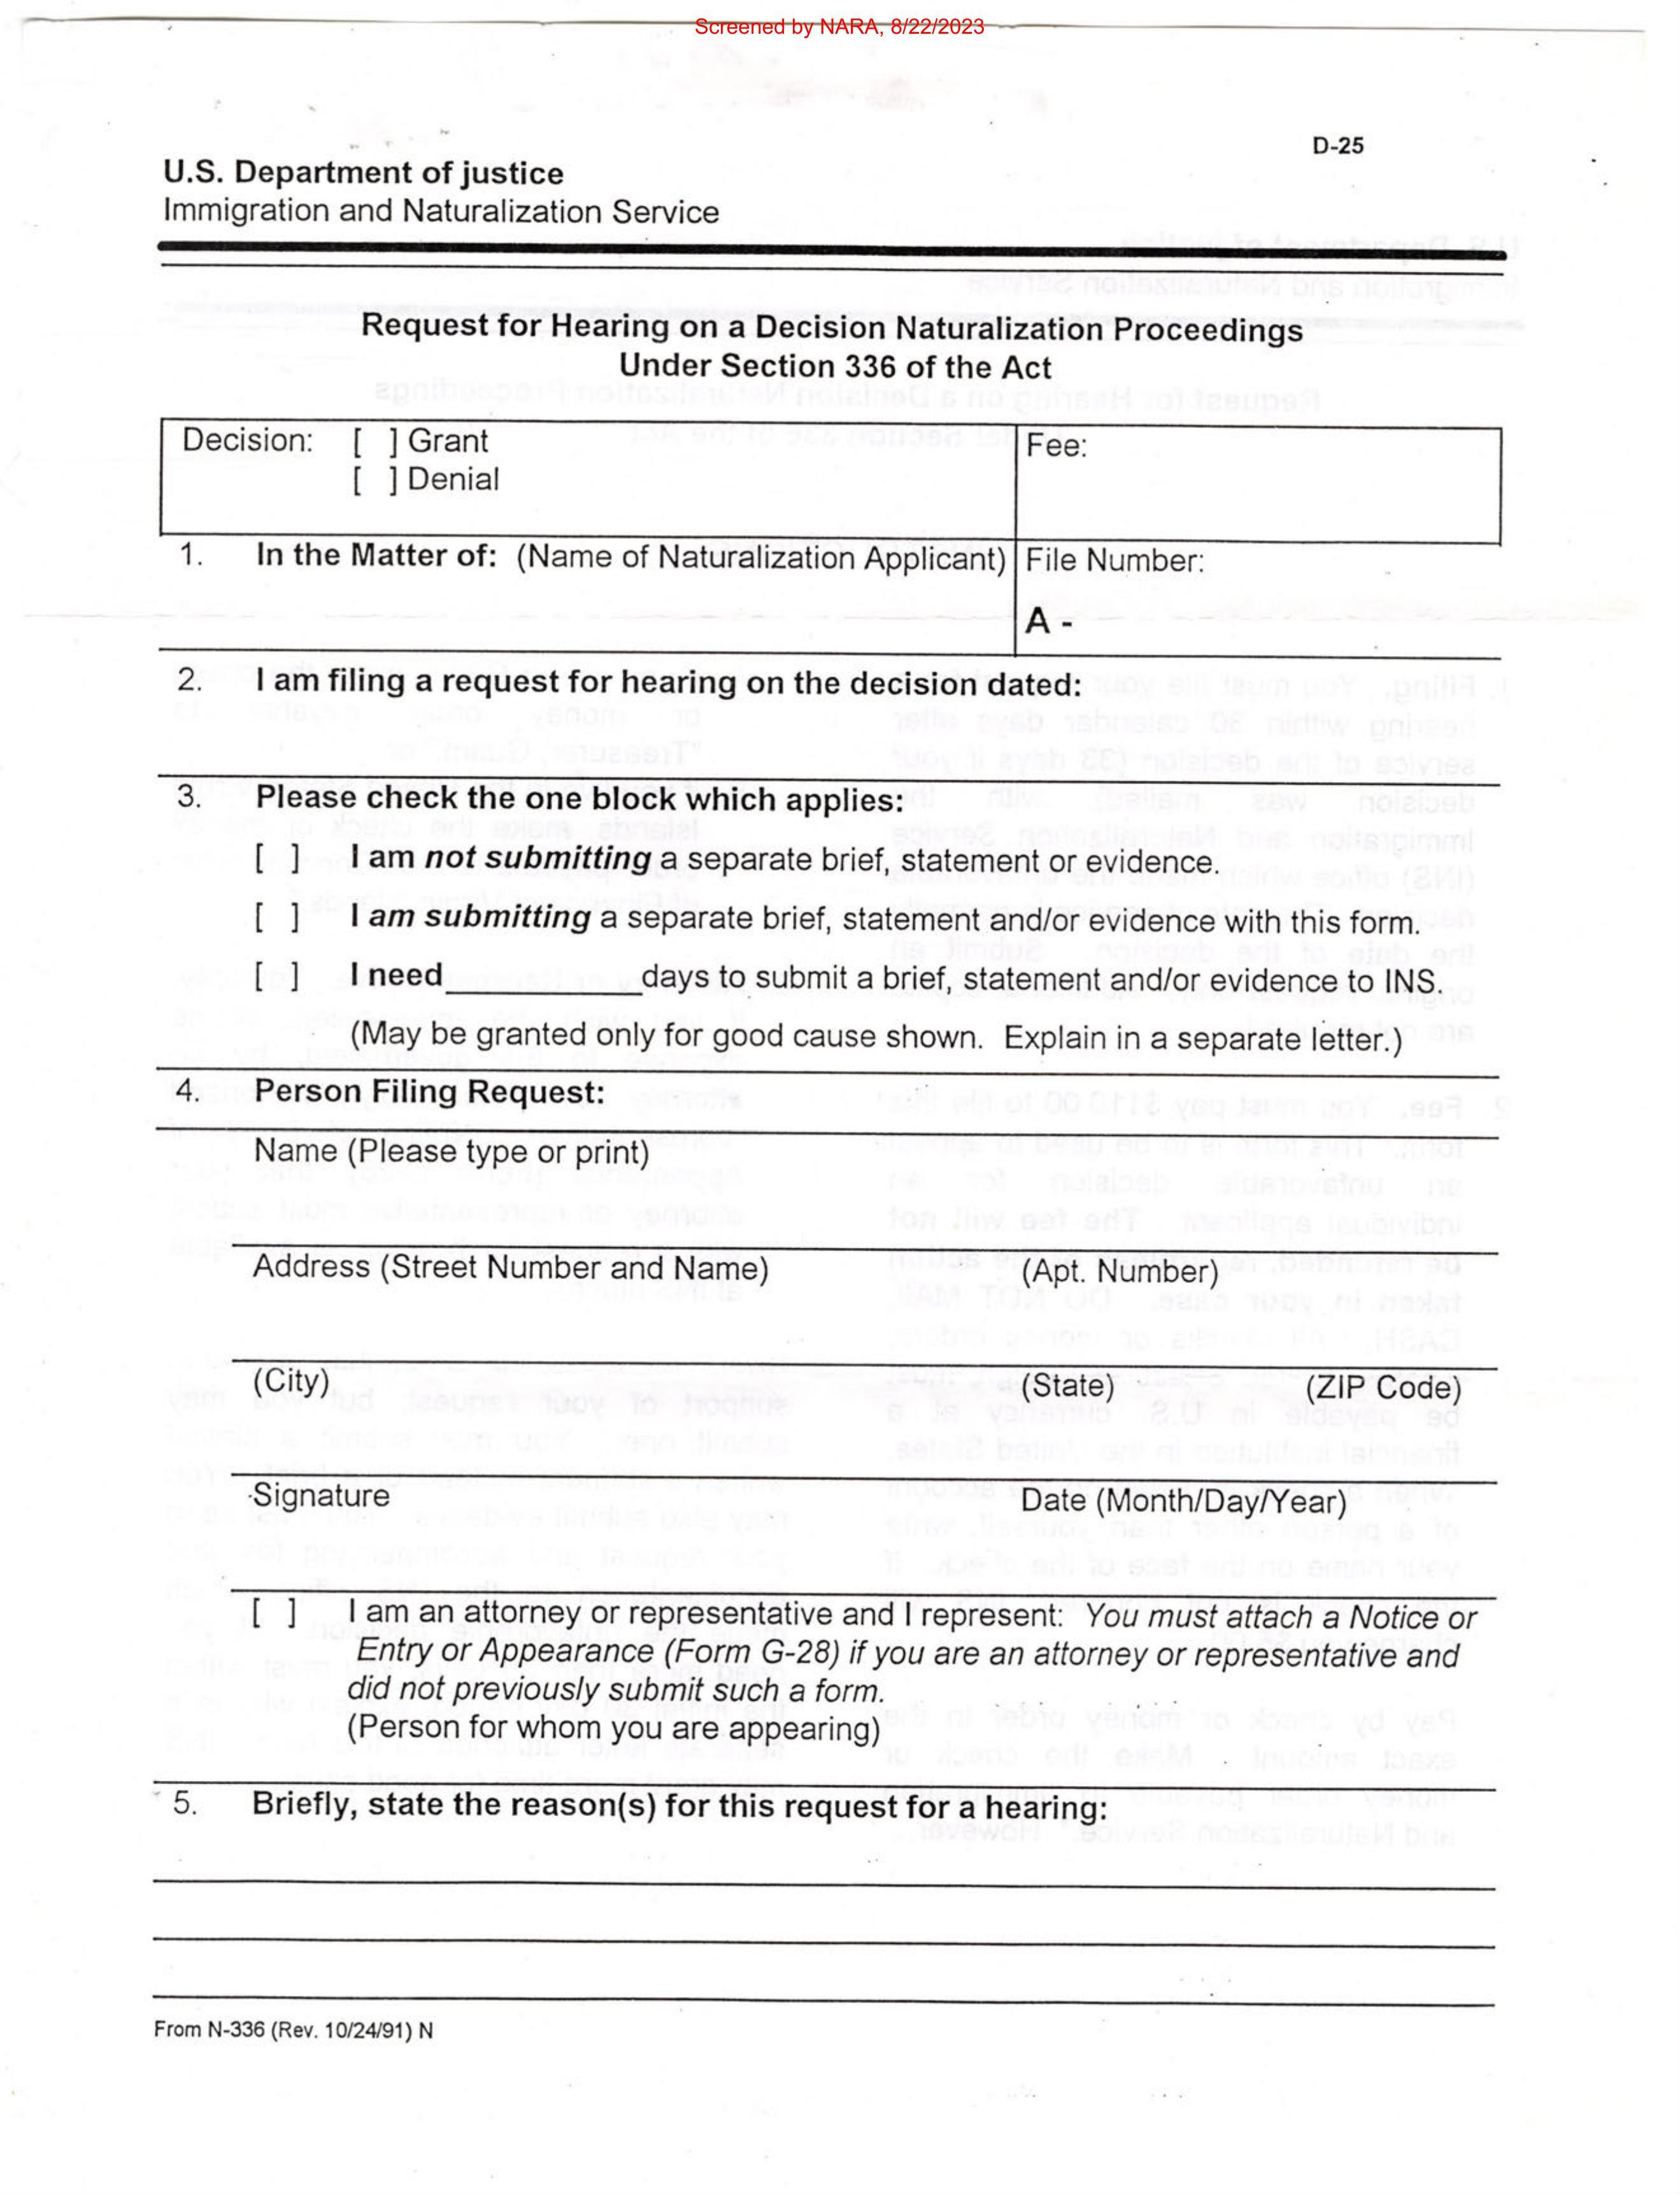 Screened by NARA, 8/22/2023
D-25
U.S. Department of justice
Immigration and Naturalization Service
Request for Hearing on a Decision Naturalization Proceedings
Under Section 336 of the Act
Decision: [ ] Grant
[ ] Denial
Fee:
1. In the Matter of: (Name of Naturalization Applicant)
File Number:
A -
2. I am filing a request for hearing on the decision dated:
3. Please check the one block which applies:
[ ] I am not submitting a separate brief, statement or evidence.
[ ] I am submitting a separate brief, statement and/or evidence with this form.
[ ] I need____________days to submit a brief, statement and/or evidence to INS.
(May be granted only for good cause shown. Explain in a separate letter.)
4. Person Filing Request:
Name (Please type or print)
Address (Street Number and Name) (Apt. Number)
(City) (State) (ZIP Code)
Signature Date (Month/Day/Year)
[ ] I am an attorney or representative and I represent: You must attach a Notice or
Entry or Appearance (Form G-28) if you are an attorney or representative and
did not previously submit such a form.
(Person for whom you are appearing)
5. Briefly, state the reason(s) for this request for a hearing:
From N-336 (Rev. 10/24/91) N